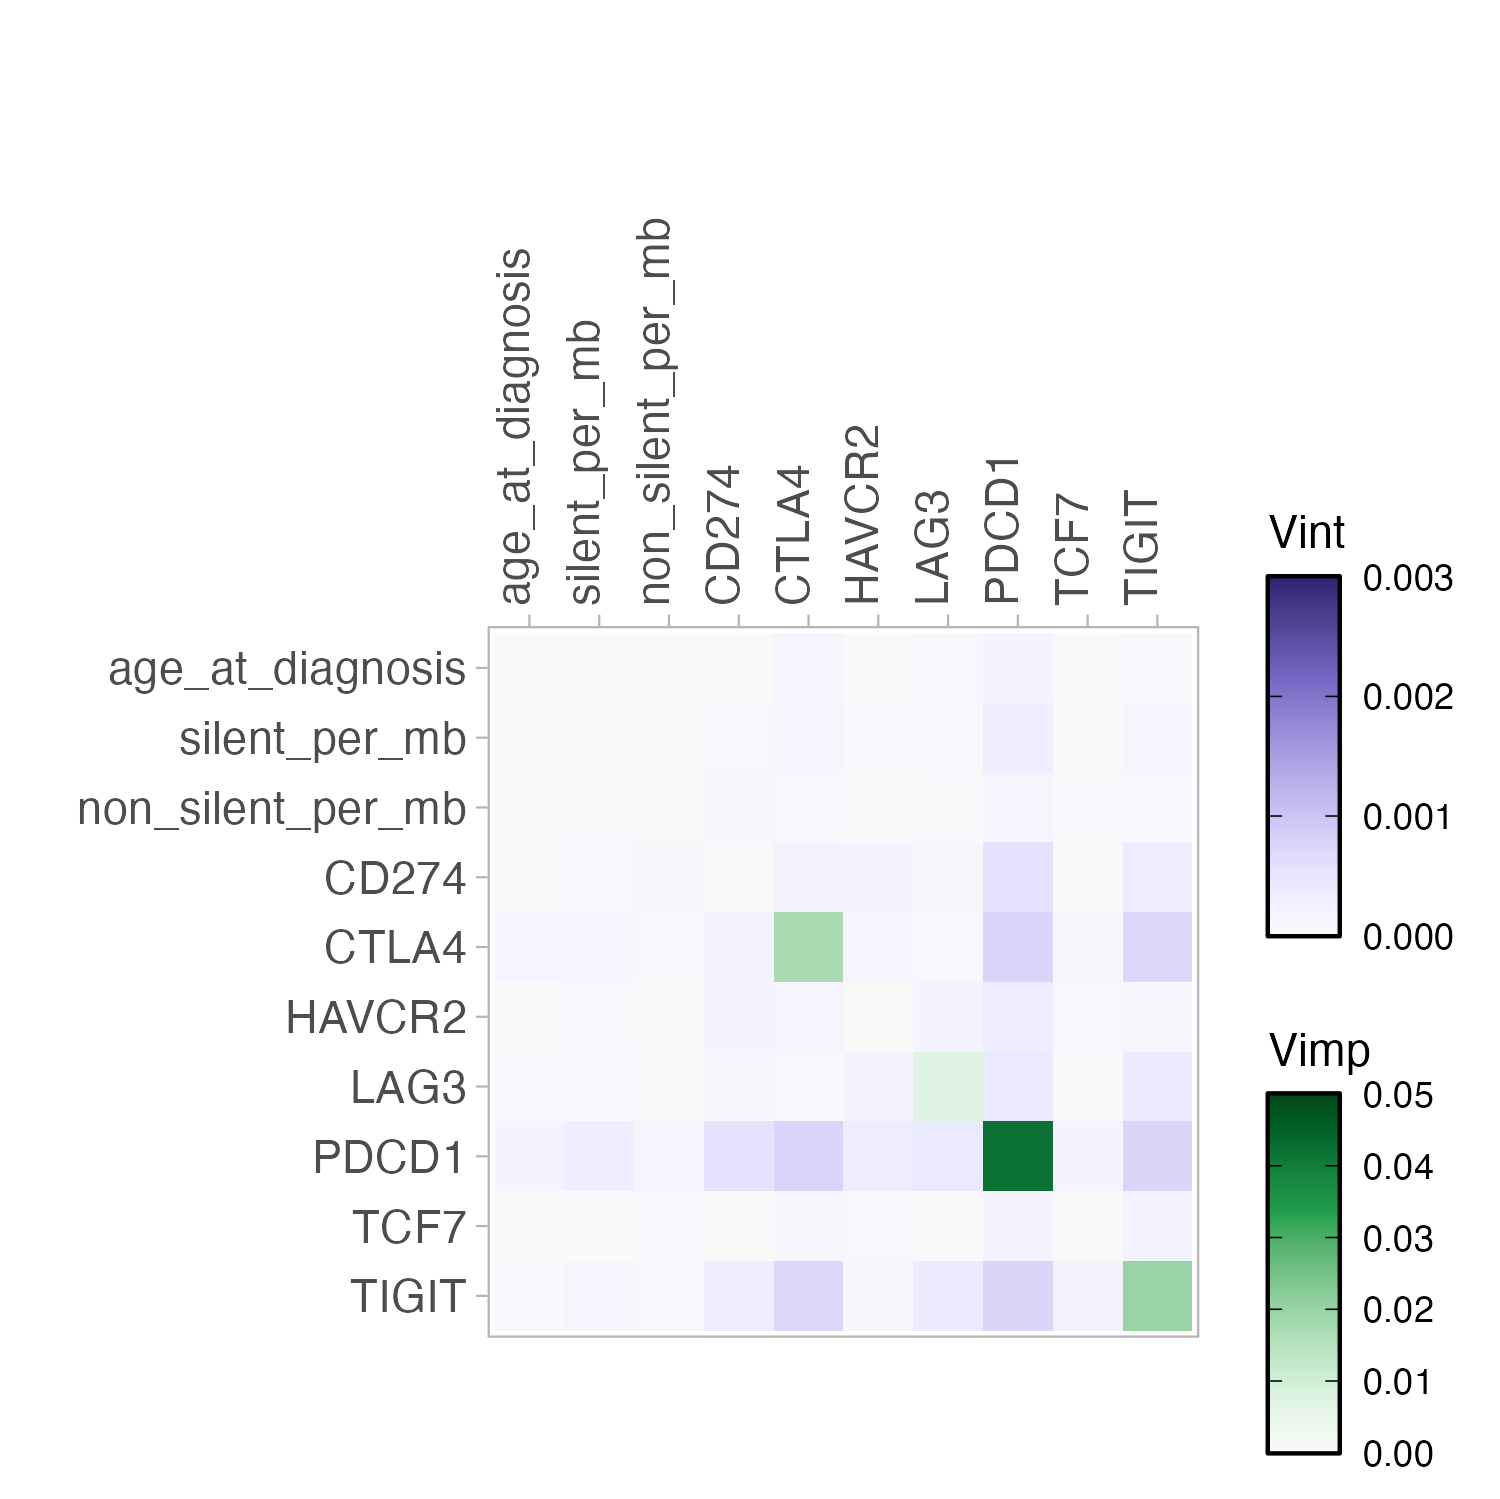 age_at_diagnosis
silent_per_mb
non_silent_per_mb
CD274
CTLA4
HAVCR2
LAG3
PDCD1
TCF7
TIGIT
age_at_diagnosis
silent_per_mb
non_silent_per_mb
CD274
CTLA4
HAVCR2
LAG3
PDCD1
TCF7
TIGIT
Vint
0.003
0.002
0.001
0.000
Vimp
0.05
0.04
0.03
0.02
0.01
0.00